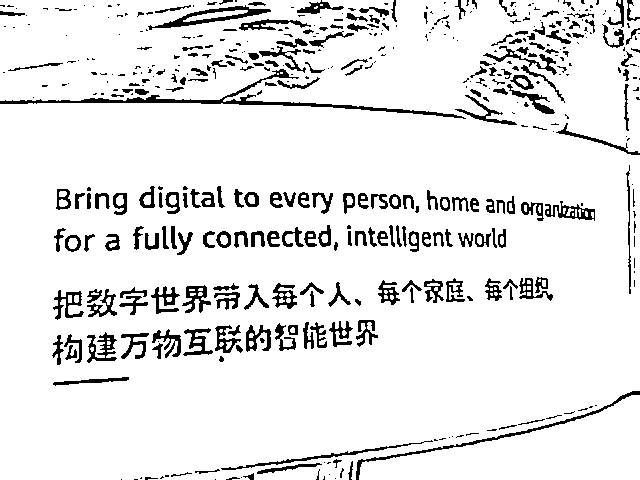 Bring digital to every person, home and organization
for a fully connected, intelligent world
把数字世界带入每个人、每个家庭、每个组织,
构建万物互联的智能世界